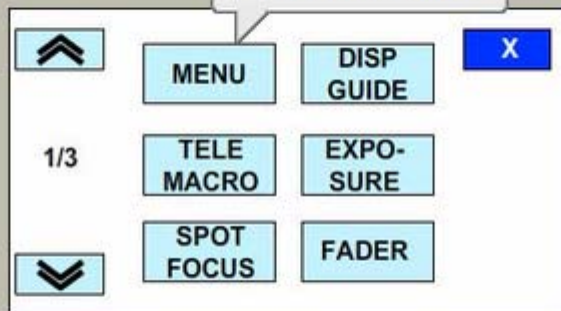 MENU
DISP
GUIDE
X
1/3
TELE
MACRO
EXPO-
SURE
SPOT
FOCUS
FADER